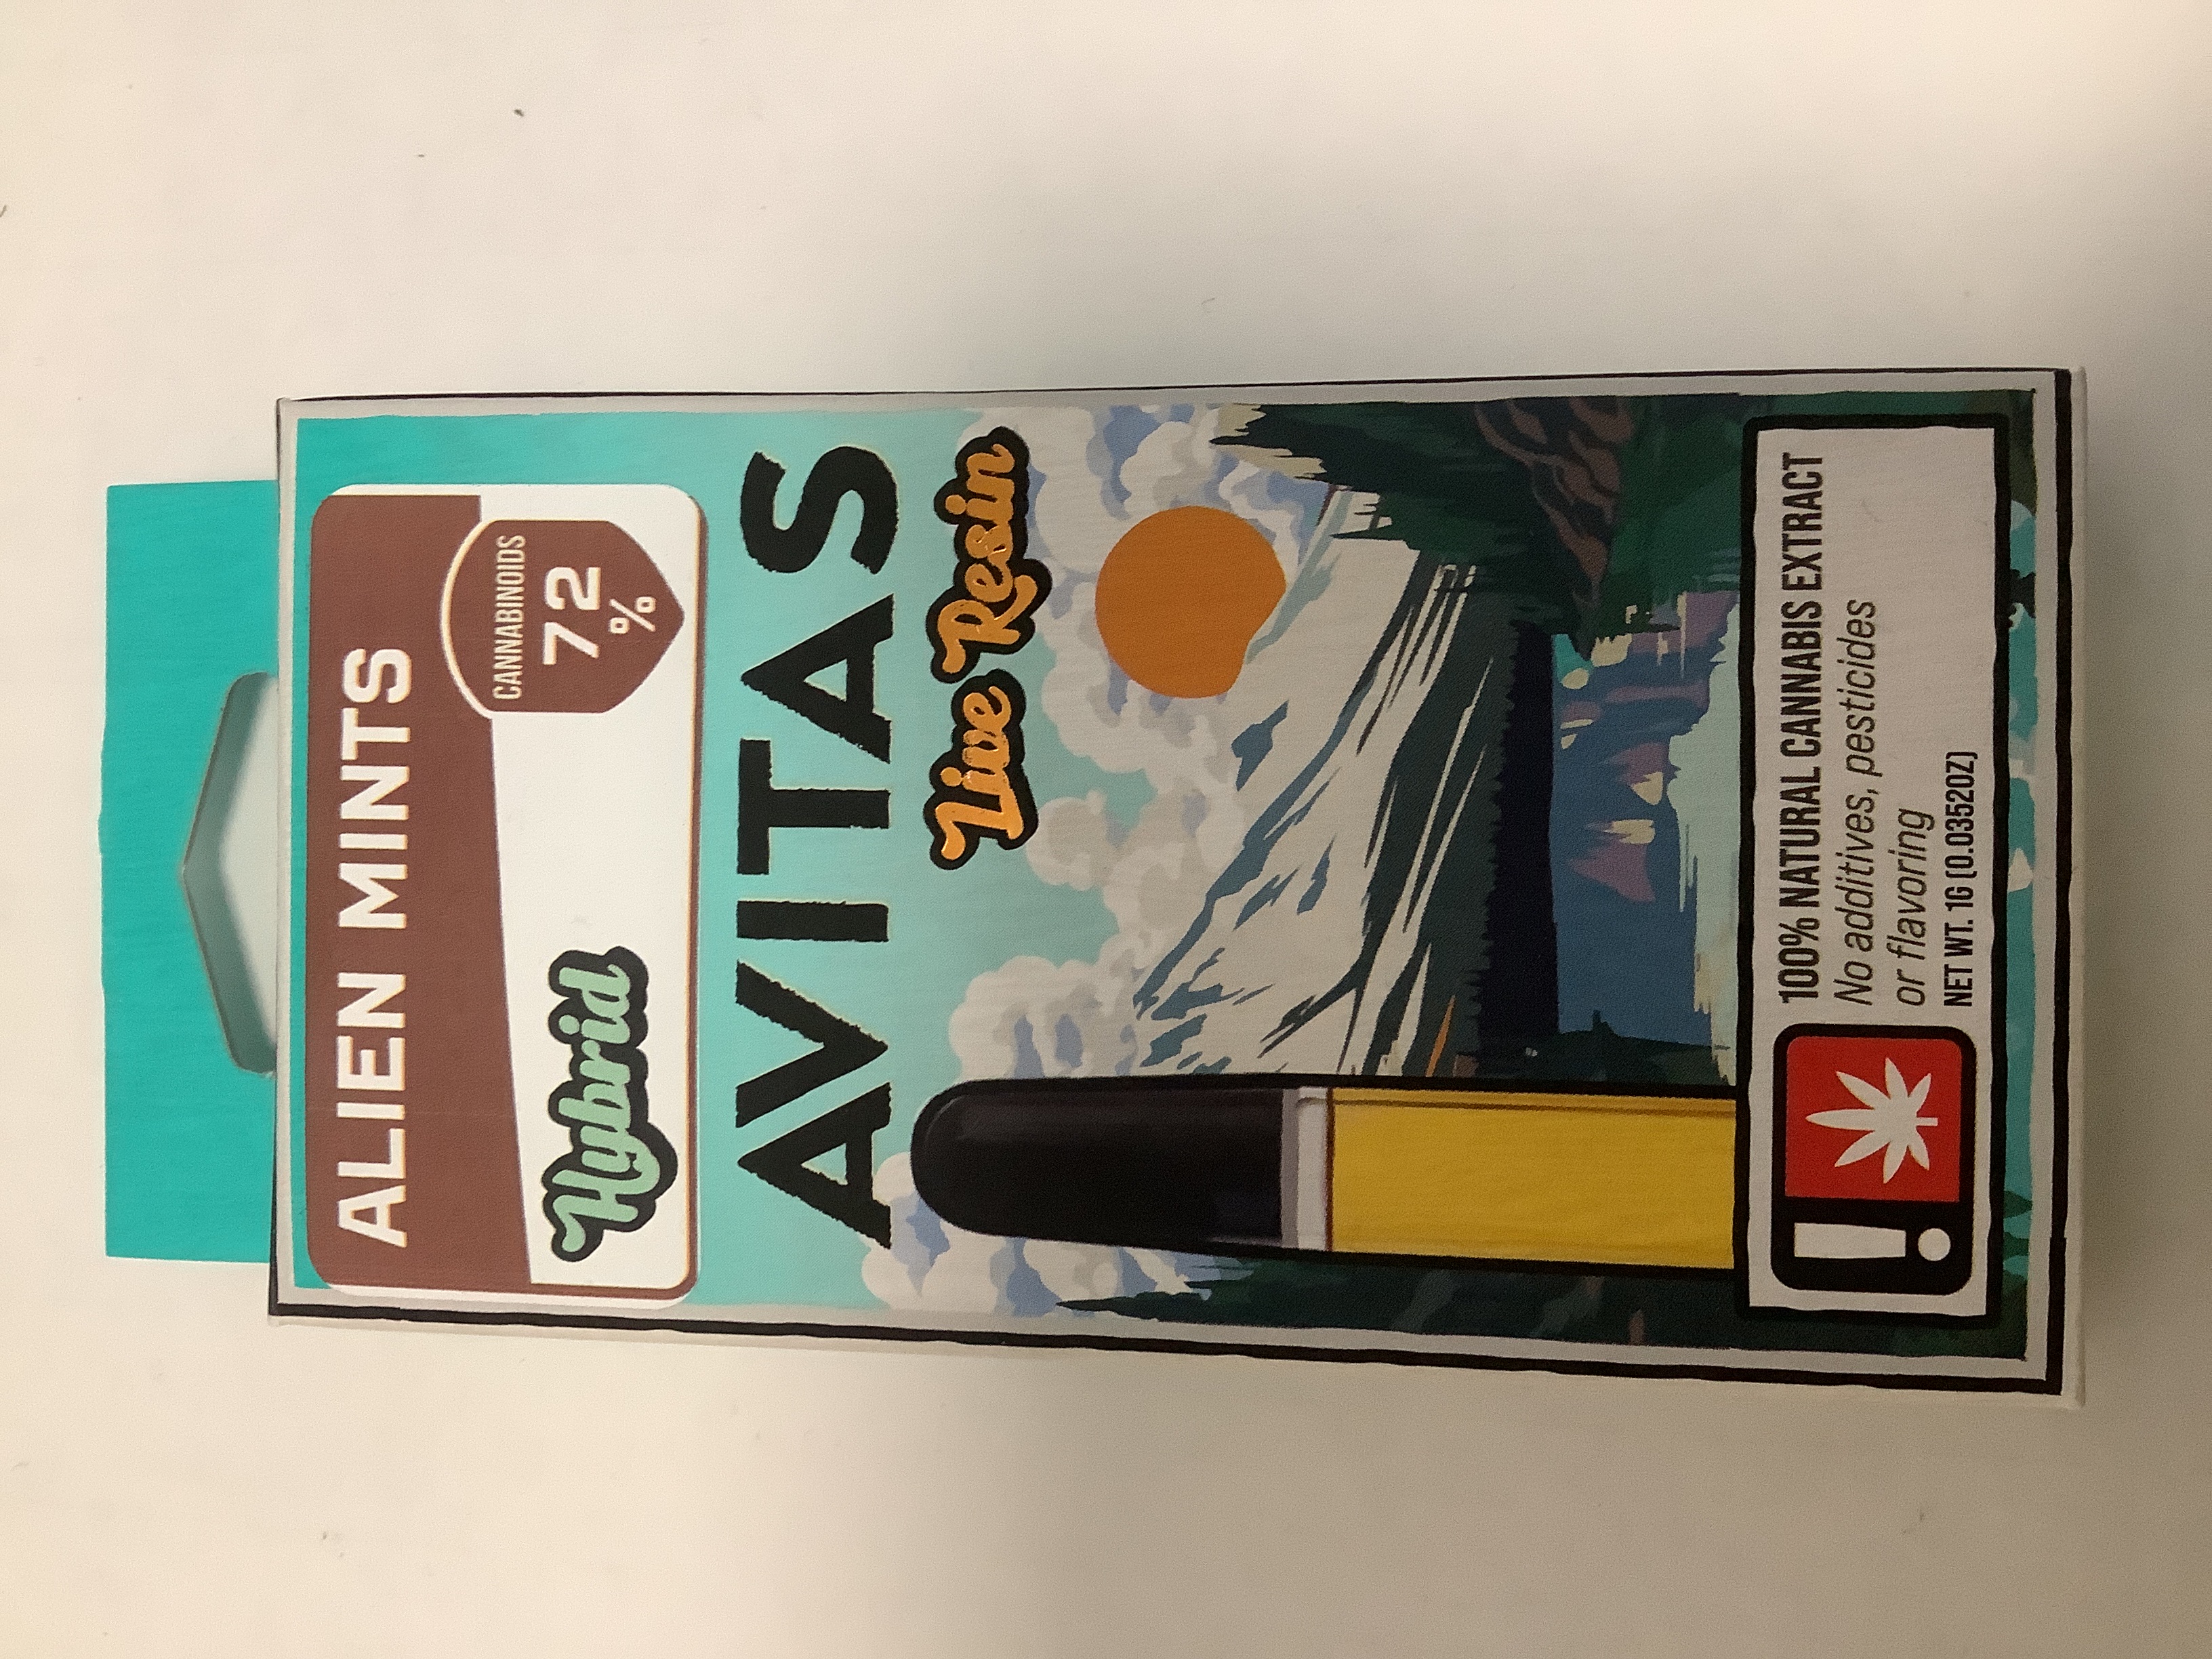 ALIEN MINTS
CANNABINOIDS
72
%
Hybrid
AVITAS
Live Resin
100% NATURAL CANNABIS EXTRACT
No additives, pesticides
or flavoring
NET WT. 1G (0.0352OZ)
!